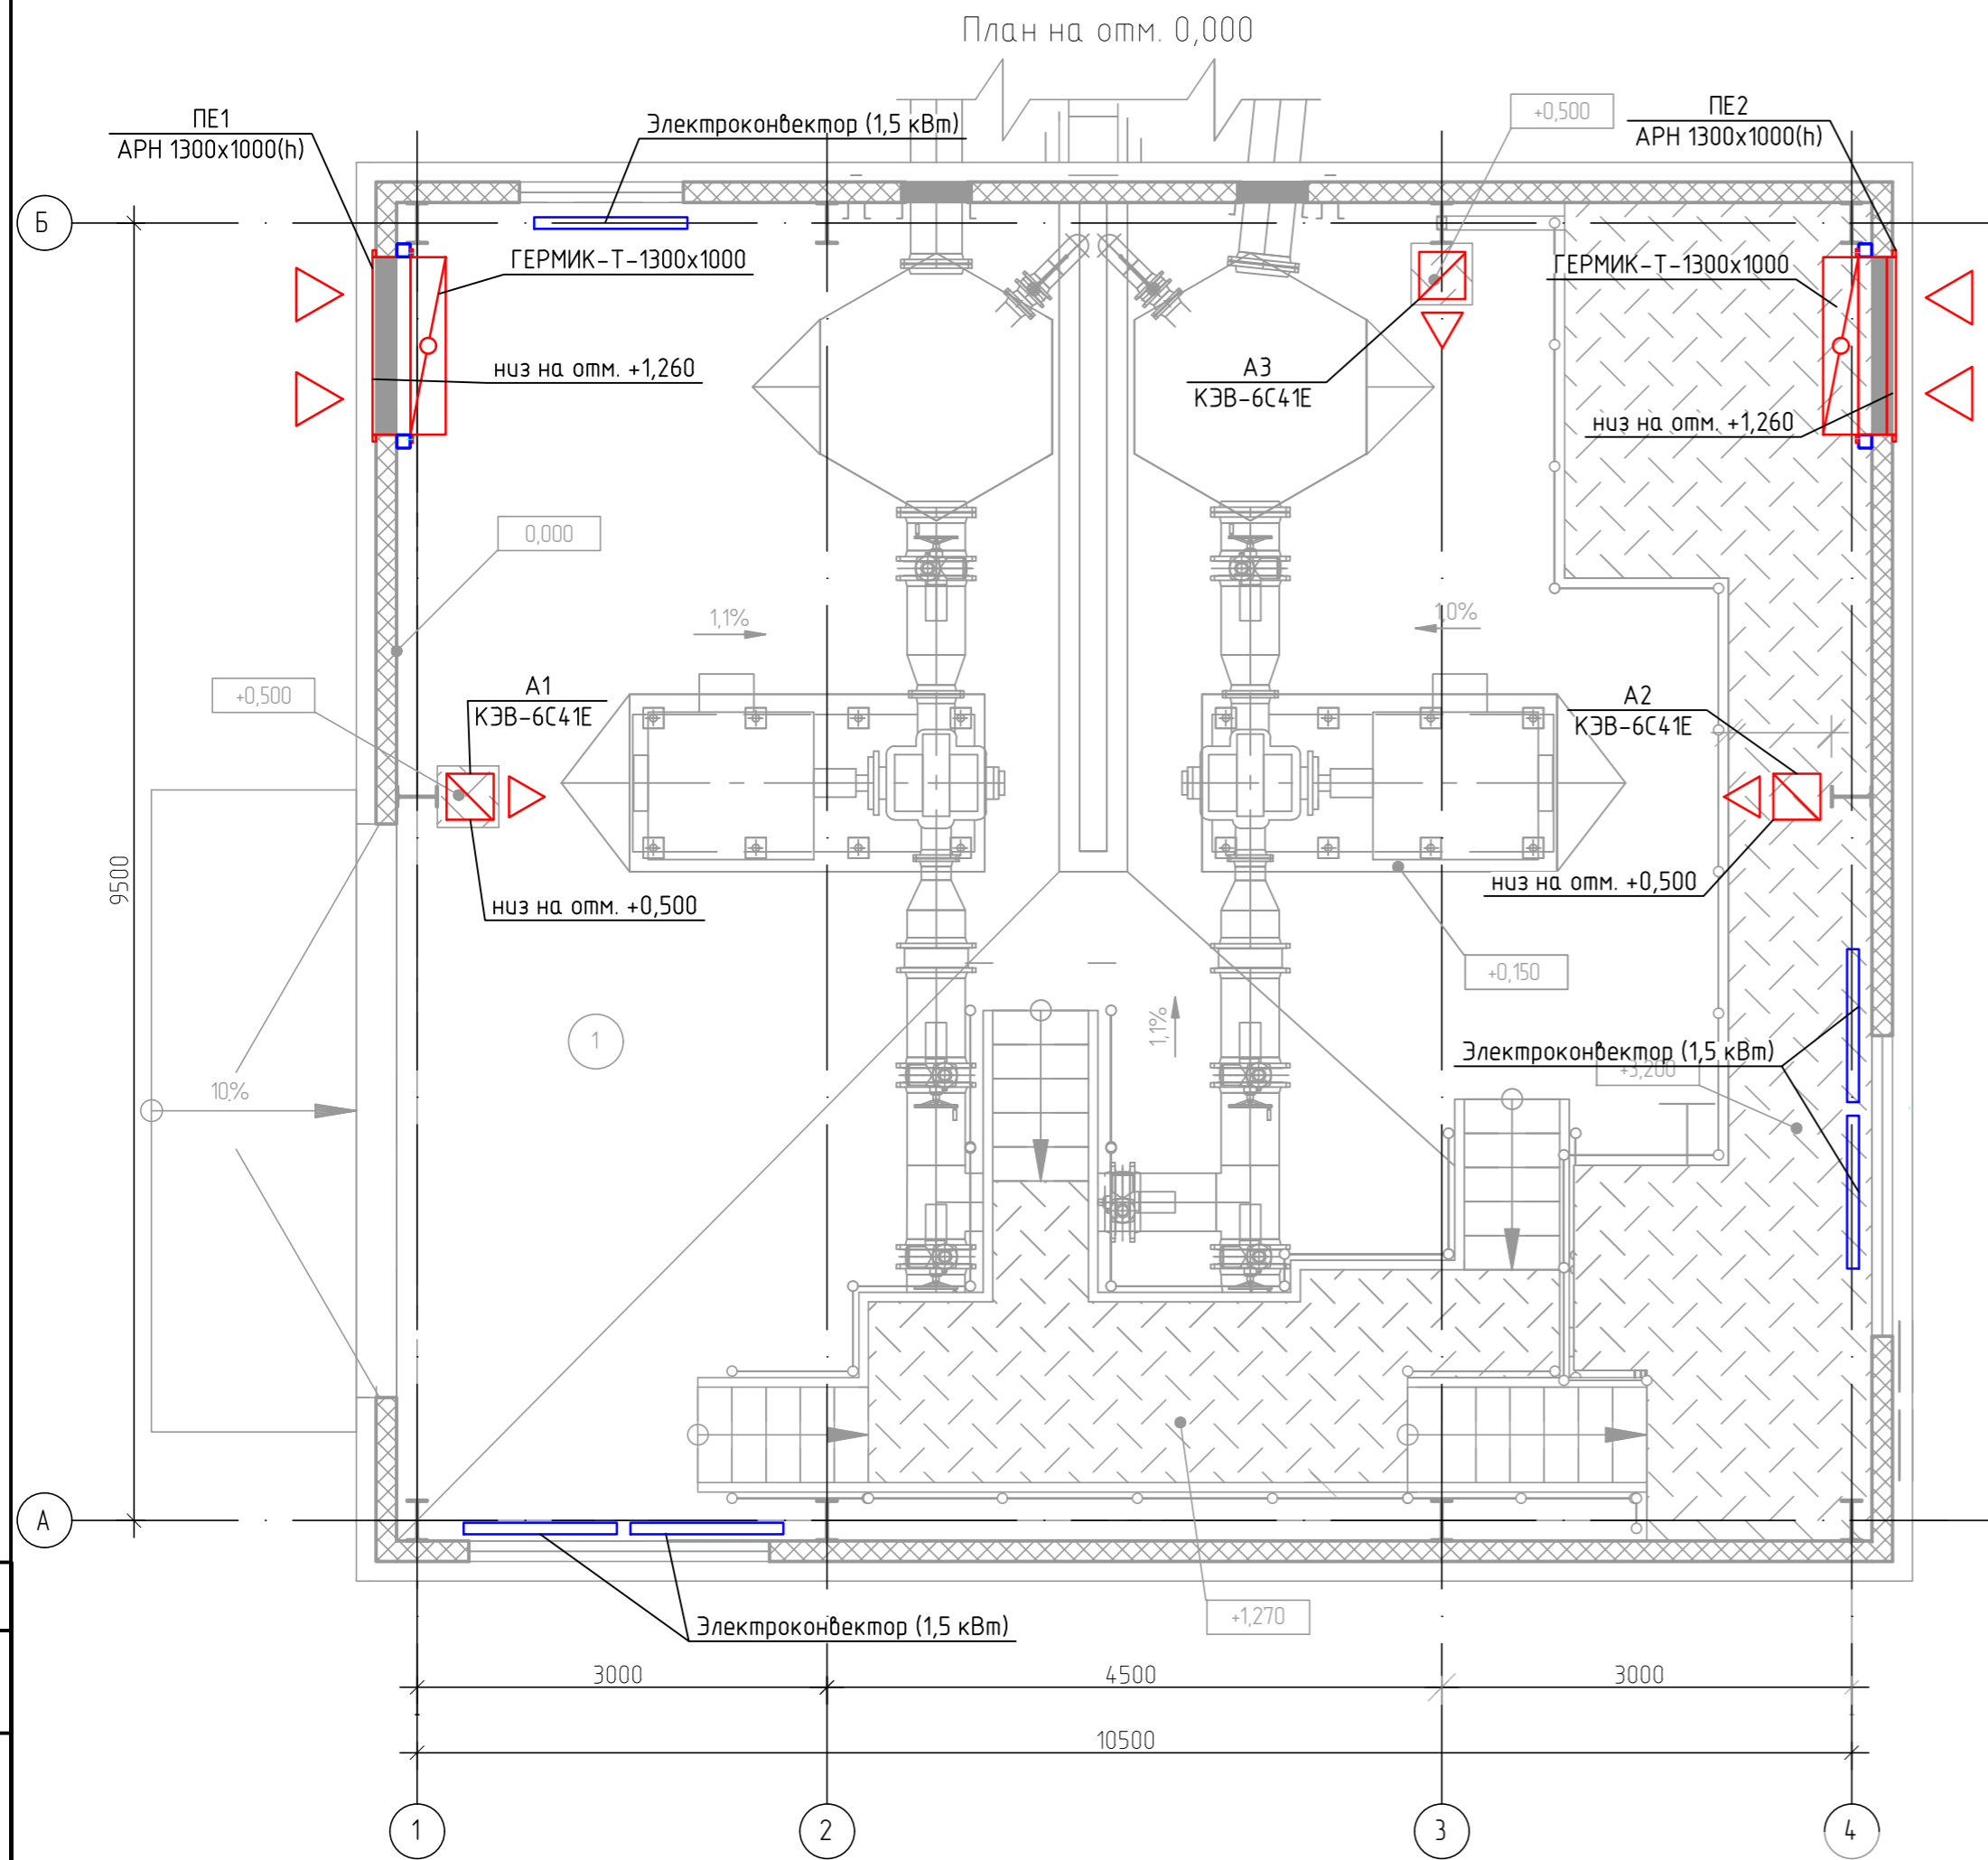 План на отм. 0,000
ПЕ1
АРН 1300х1000(h)
Электроконвектор (1,5 кВт)
+0,500
ПЕ2
АРН 1300х1000(h)
Б
ГЕРМИК-Т-1300х1000
ГЕРМИК-Т-1300х1000
низ на отм. +1,260
А3
КЭВ-6С41Е
низ на отм. +1,260
0,000
1,1%
1,0%
+0,500
А1
КЭВ-6С41Е
А2
КЭВ-6С41Е
9500
низ на отм. +0,500
низ на отм. +0,500
+0,150
1
1,1%
Электроконвектор (1,5 кВт)
+3,200
10%
А
+1,270
Электроконвектор (1,5 кВт)
3000
4500
3000
10500
1
2
3
4